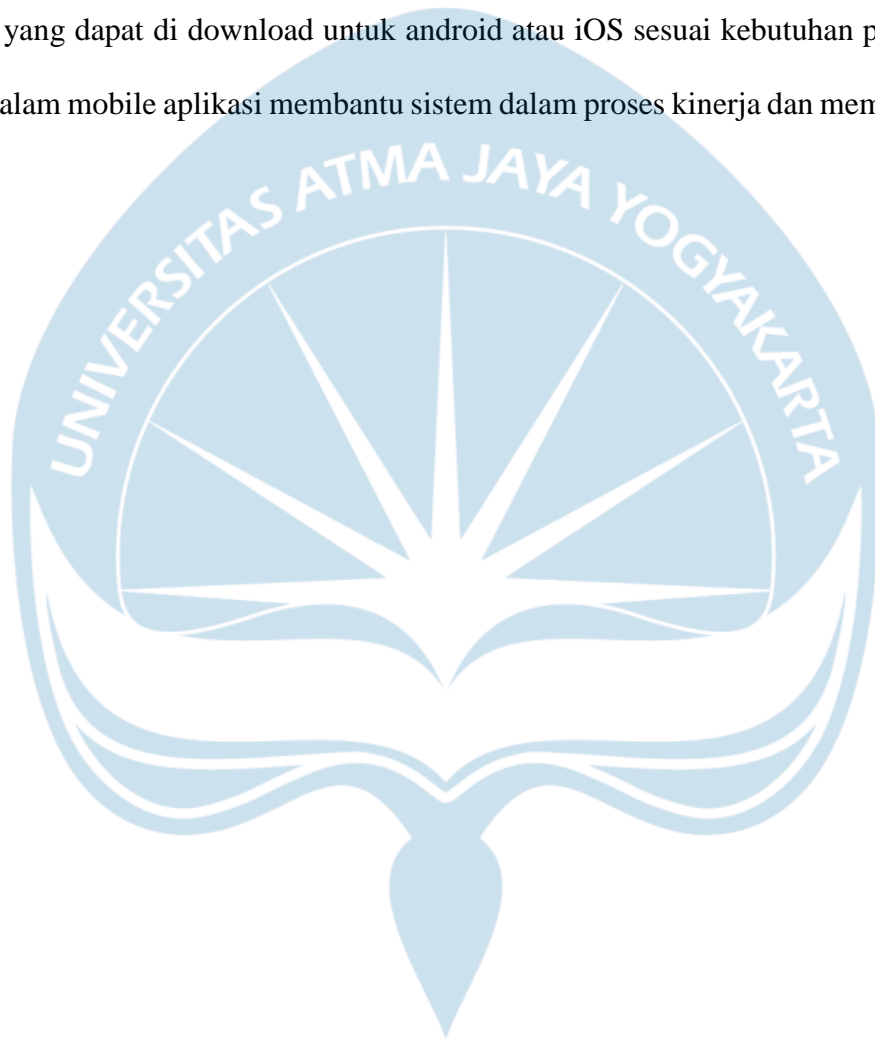 yang dapat di download untuk android atau iOS sesuai kebutuhan p
alam mobile aplikasi membantu sistem dalam proses kinerja dan mem
UNIVERSITAS ATMA JAYA YOGYAKARTA